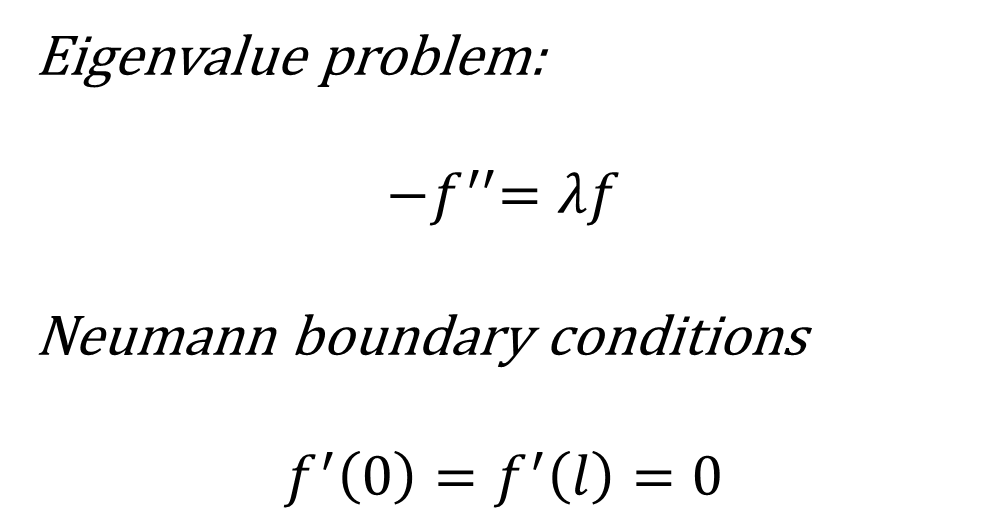 Eigenvalue problem:
−f′′= λf
Neumann boundary conditions
f′(0) = f′(l) = 0